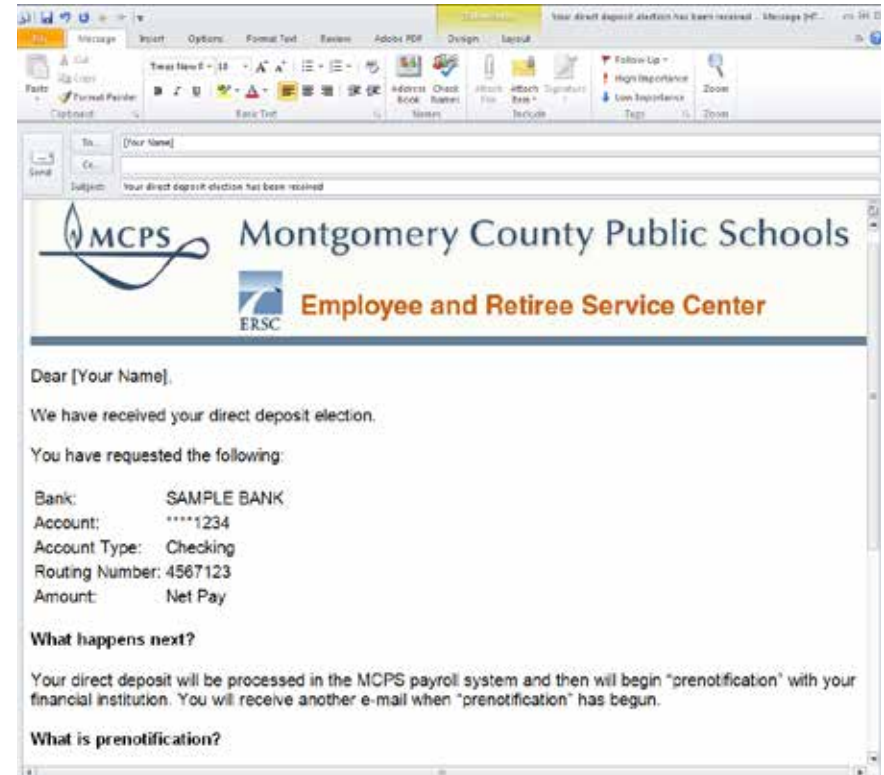 Your direct deposit election has been received - Message (HT...
File Message Insert Options Format Text Review Adobe PDF Design Layout
Paste
Cut
Copy
Format Painter
Clipboard
Times New R 18
B I U
Basic Text
Address Book
Check Names
Names
Attach File
Attach Item
Signature
Include
Follow Up
High Importance
Low Importance
Tags
Zoom
Zoom
Send
To... [Your Name]
Cc...
Subject: Your direct deposit election has been received
MCPS
Montgomery County Public Schools
ERSC
Employee and Retiree Service Center
Dear [Your Name],
We have received your direct deposit election.
You have requested the following:
Bank: SAMPLE BANK
Account: ****1234
Account Type: Checking
Routing Number: 4567123
Amount: Net Pay
What happens next?
Your direct deposit will be processed in the MCPS payroll system and then will begin “prenotification” with your
financial institution. You will receive another e-mail when “prenotification” has begun.
What is prenotification?